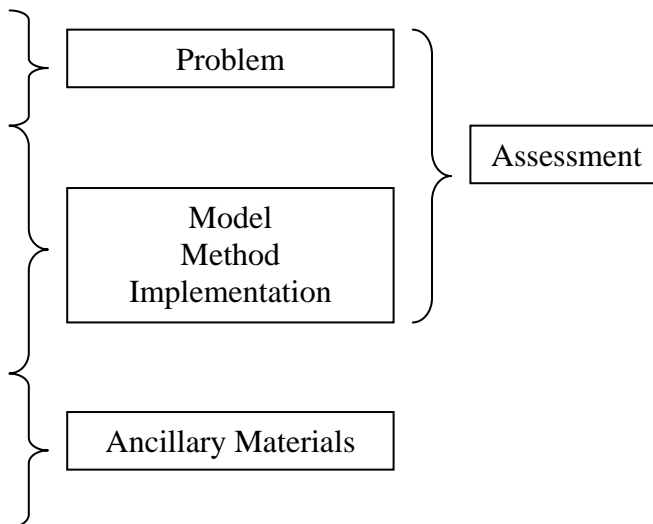 Problem
Assessment
Model
Method
Implementation
Ancillary Materials